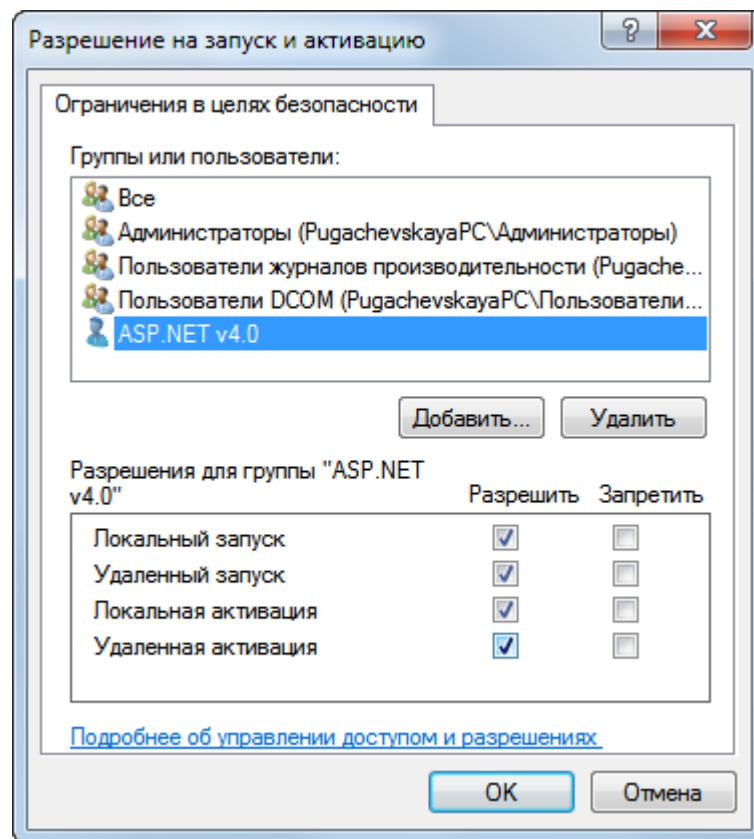 Разрешение на запуск и активацию
Ограничения в целях безопасности
Группы или пользователи:
Все
Администраторы (PugachevskayaPC\Администраторы)
Пользователи журналов производительности (Pugache...
Пользователи DCOM (PugachevskayaPC\Пользователи...
ASP.NET v4.0
Добавить... Удалить
Разрешения для группы "ASP.NET
v4.0" Разрешить Запретить
Локальный запуск
Удаленный запуск
Локальная активация
Удаленная активация
Подробнее об управлении доступом и разрешениях
OK Отмена